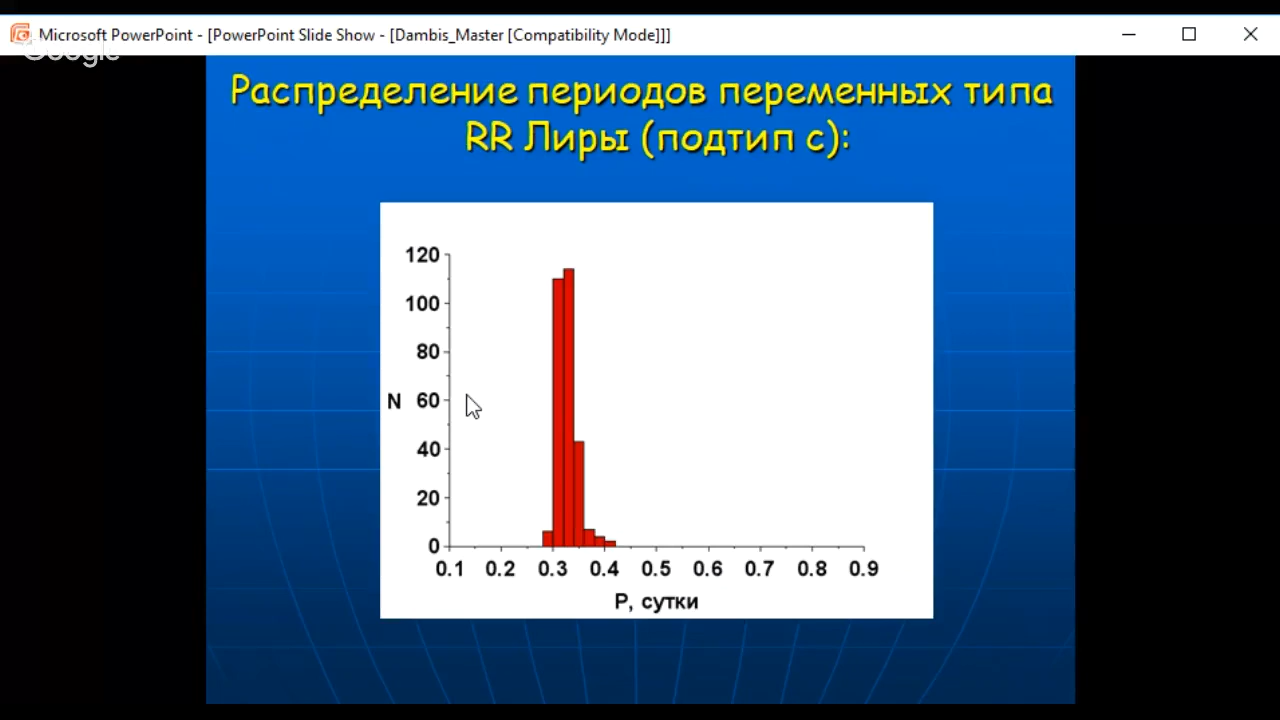 Microsoft PowerPoint - [PowerPoint Slide Show - [Dambis_Master [Compatibility Mode]]]
Google
Распределение периодов переменных типа
RR Лиры (подтип c):
120
100
80
N 60
40
20
0
0.1 0.2 0.3 0.4 0.5 0.6 0.7 0.8 0.9
P, сутки